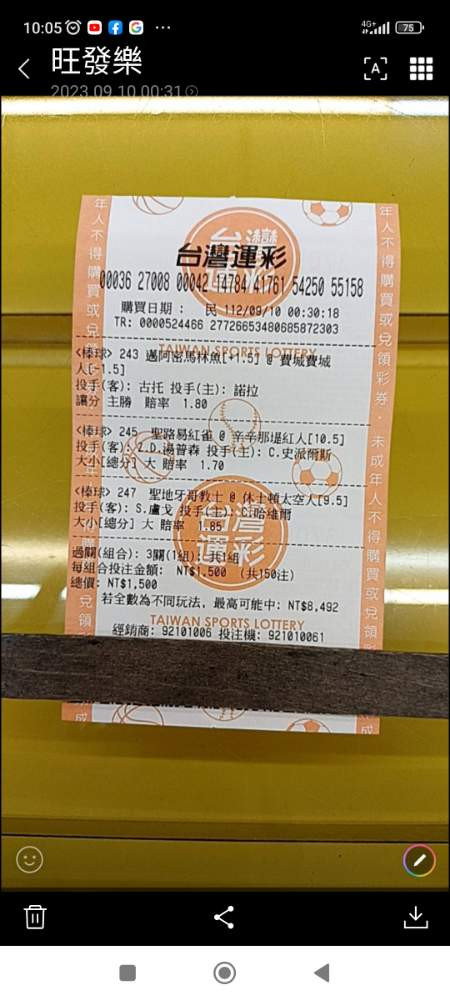 10:05
4G+
75
旺發樂
2023.09.10 00:31
台灣運彩
00036 27008 00042 14784 41761 54250 55158
購買日期 : 民 112/09/10 00:30:18
TR: 0000524466 27726653480685872303
TAIWAN SPORTS LOTTERY
<棒球> 243 邁阿密馬林魚[+1.5] @ 費城費城
人[-1.5]
投手(客): 古托 投手(主): 諾拉
讓分 主勝 賠率 1.80
<棒球> 245 聖路易紅雀 @ 辛辛那堤紅人[10.5]
投手(客): Z.D.湯普森 投手(主): C.史派爾斯
大小[總分] 大 賠率 1.70
<棒球> 247 聖地牙哥教士 @ 休士頓太空人[9.5]
投手(客): S.盧戈 投手(主): C.哈維爾
大小[總分] 大 賠率 1.85
過關(組合): 3關(1組); 共1組
每組合投注金額: NT$1,500 (共150注)
總價: NT$1,500
若全數為不同玩法, 最高可能中: NT$8,492
TAIWAN SPORTS LOTTERY
經銷商: 92101006 投注機: 921010061
年人不得購買或兌領
年人不得購買或兌領彩券。未成年人不得購買或兌領